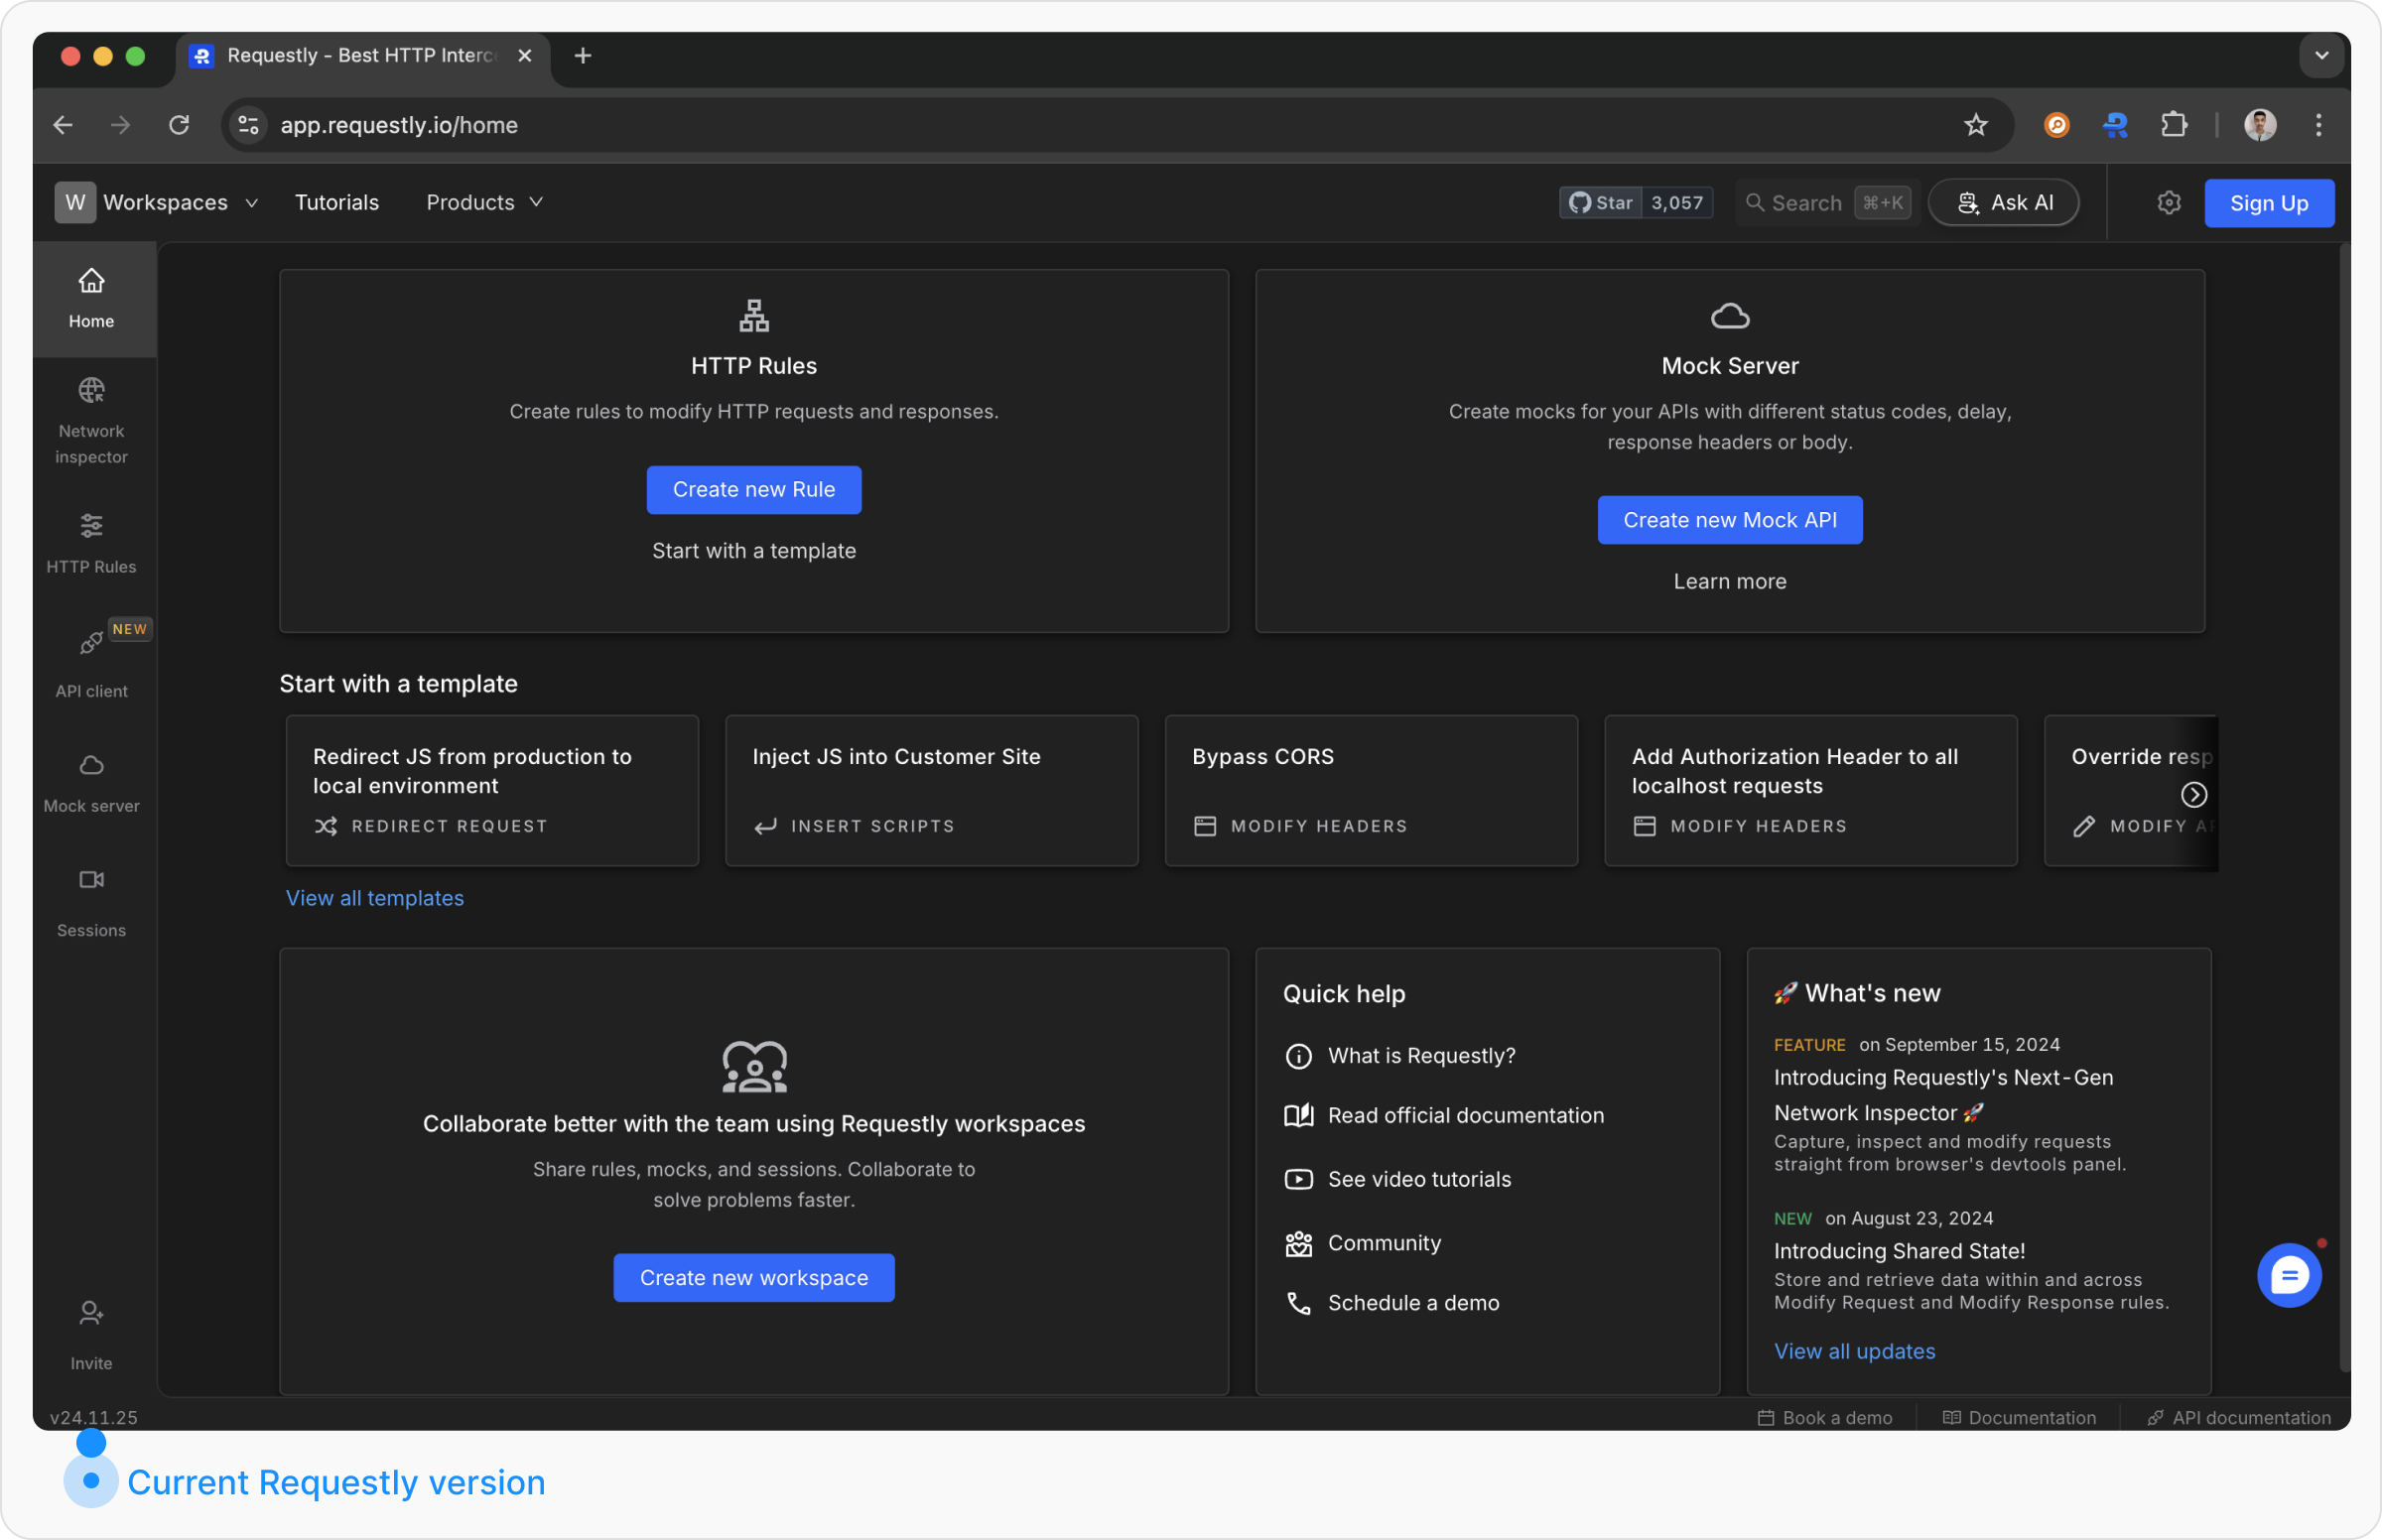 Requestly - Best HTTP Interc
app.requestly.io/home
W Workspaces
Tutorials
Products
Star 3,057
Search ⌘+K
Ask AI
Sign Up
Home
Network
inspector
HTTP Rules
NEW
API client
Mock server
Sessions
Invite
HTTP Rules
Create rules to modify HTTP requests and responses.
Create new Rule
Start with a template
Mock Server
Create mocks for your APIs with different status codes, delay,
response headers or body.
Create new Mock API
Learn more
Start with a template
Redirect JS from production to
local environment
REDIRECT REQUEST
Inject JS into Customer Site
INSERT SCRIPTS
Bypass CORS
MODIFY HEADERS
Add Authorization Header to all
localhost requests
MODIFY HEADERS
Override resp
MODIFY AP
View all templates
Collaborate better with the team using Requestly workspaces
Share rules, mocks, and sessions. Collaborate to
solve problems faster.
Create new workspace
Quick help
What is Requestly?
Read official documentation
See video tutorials
Community
Schedule a demo
🚀 What's new
FEATURE on September 15, 2024
Introducing Requestly's Next-Gen
Network Inspector 🚀
Capture, inspect and modify requests
straight from browser's devtools panel.
NEW on August 23, 2024
Introducing Shared State!
Store and retrieve data within and across
Modify Request and Modify Response rules.
View all updates
v24.11.25
Book a demo
Documentation
API documentation
Current Requestly version